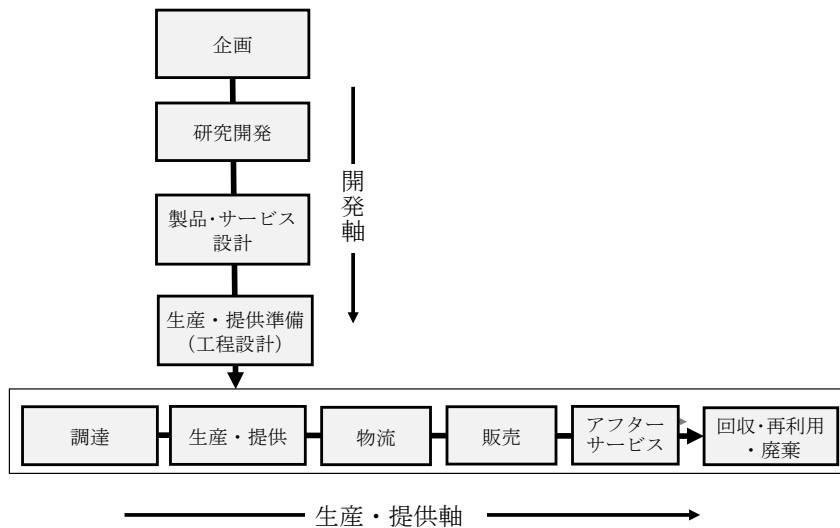 企画
研究開発
製品・サービス
設計
開発軸
生産・提供準備
（工程設計）
調達
生産・提供
物流
販売
アフター
サービス
回収・再利用
・廃棄
生産・提供軸